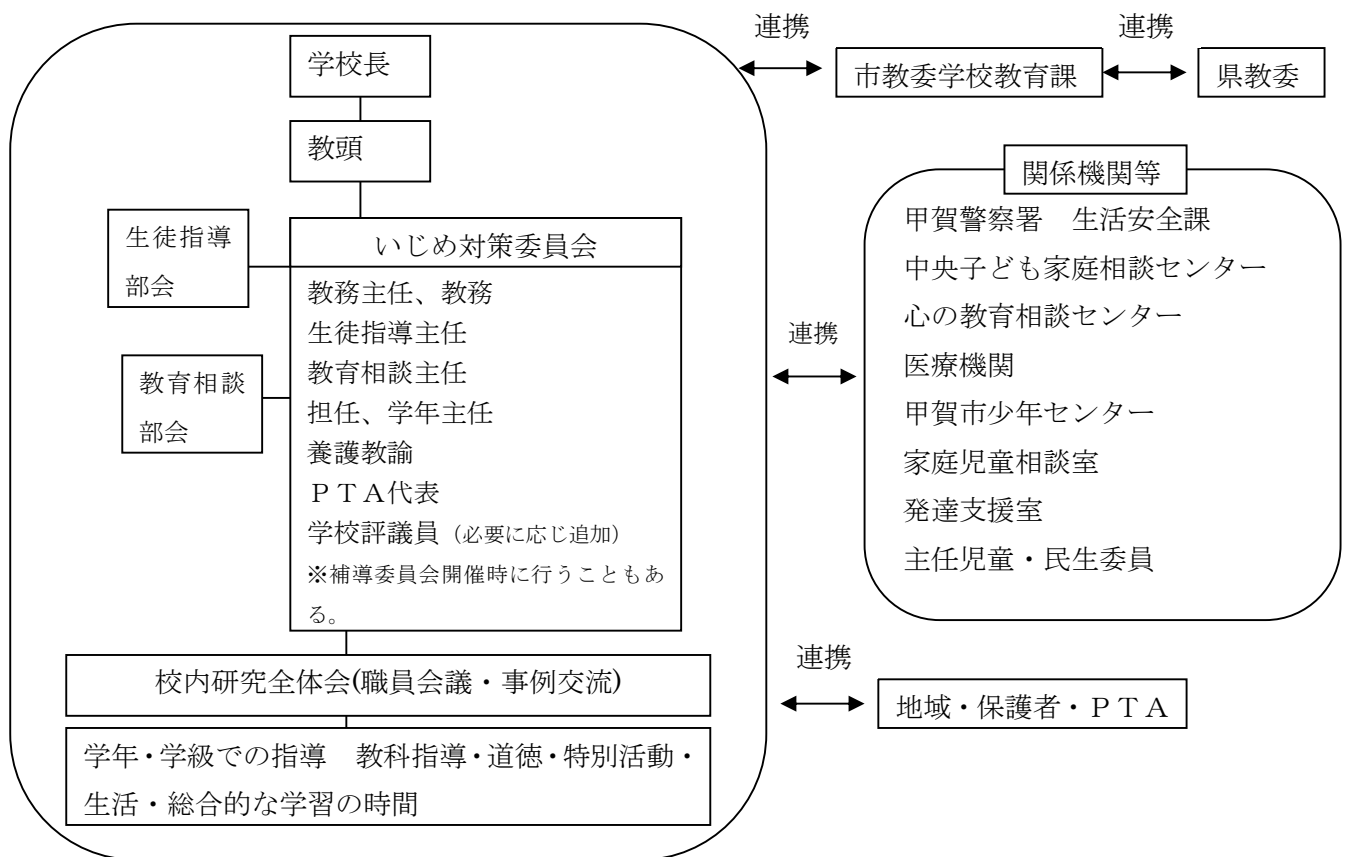 学校長
教頭
生徒指導
部会
教育相談
部会
いじめ対策委員会
教務主任、教務
生徒指導主任
教育相談主任
担任、学年主任
養護教諭
ＰＴＡ代表
学校評議員（必要に応じ追加）
※補導委員会開催時に行うこともあ
る。
校内研究全体会(職員会議・事例交流)
学年・学級での指導　教科指導・道徳・特別活動・
生活・総合的な学習の時間
連携
市教委学校教育課
連携
県教委
連携
関係機関等
甲賀警察署　生活安全課
中央子ども家庭相談センター
心の教育相談センター
医療機関
甲賀市少年センター
家庭児童相談室
発達支援室
主任児童・民生委員
連携
地域・保護者・ＰＴＡ